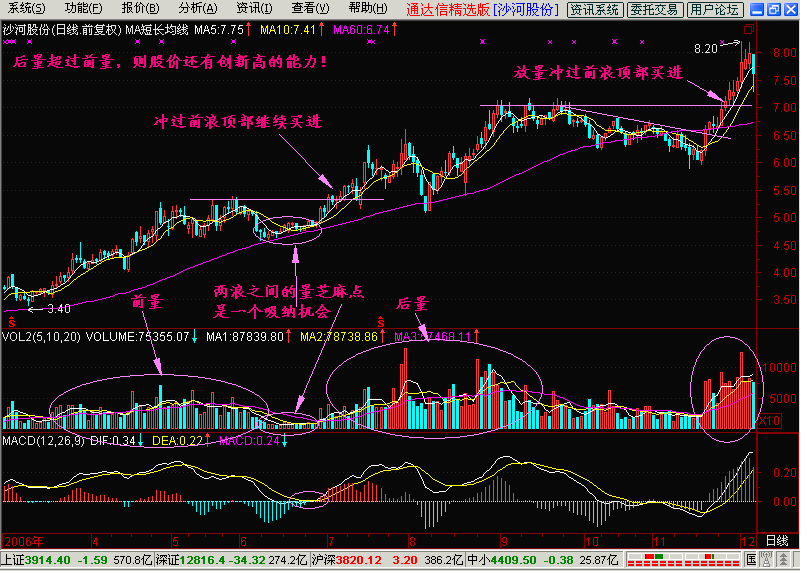 系统(S) 功能(F) 报价(B) 分析(A) 资讯(I) 查看(V) 帮助(H) 通达信精选版 [沙河股份] 资讯系统 委托交易 用户论坛
沙河股份(日线.前复权) MA短长均线 MA5:7.75↑ MA10:7.41↑ MA60:6.74↑
8.20
8.00
后量超过前量，则股价还有创新高的能力！
放量冲过前浪顶部买进
7.50
7.00
冲过前浪顶部继续买进
6.50
6.00
5.50
5.00
4.50
4.00
两浪之间的量芝麻点
是一个吸纳机会
前量
后量
3.50
3.40
VOL2(5,10,20) VOLUME:75355.07↓ MA1:87839.80↑ MA2:78738.86↑ MA3:57468.11↑
10000
5000
X10
MACD(12,26,9) DIF:0.34↓ DEA:0.22↑ MACD:0.24↓
0.20
0.00
2006年 4 5 6 7 8 9 10 11 12 日线
上证3914.40 -1.59 570.8亿 深证12816.4 -34.32 274.2亿 沪深3820.12 3.20 386.2亿 中小4409.50 -0.38 25.87亿 国